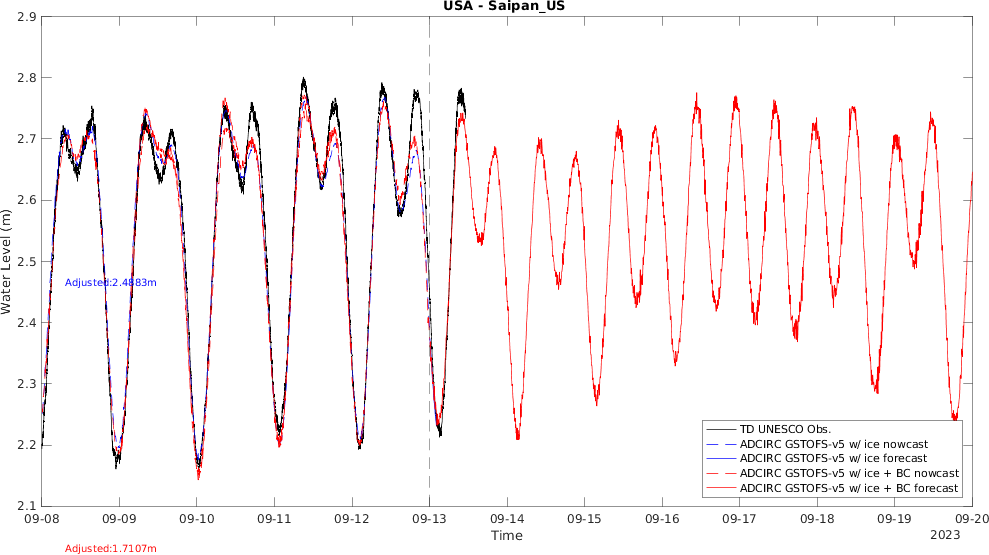 USA - Saipan_US
2.9
2.8
2.7
2.6
2.5
2.4
2.3
2.2
2.1
Water Level (m)
Adjusted:2.4883m
TD UNESCO Obs.
ADCIRC GSTOFS-v5 w/ ice nowcast
ADCIRC GSTOFS-v5 w/ ice forecast
ADCIRC GSTOFS-v5 w/ ice + BC nowcast
ADCIRC GSTOFS-v5 w/ ice + BC forecast
09-08 09-09 09-10 09-11 09-12 09-13 09-14 09-15 09-16 09-17 09-18 09-19 09-20
Time
2023
Adjusted:1.7107m